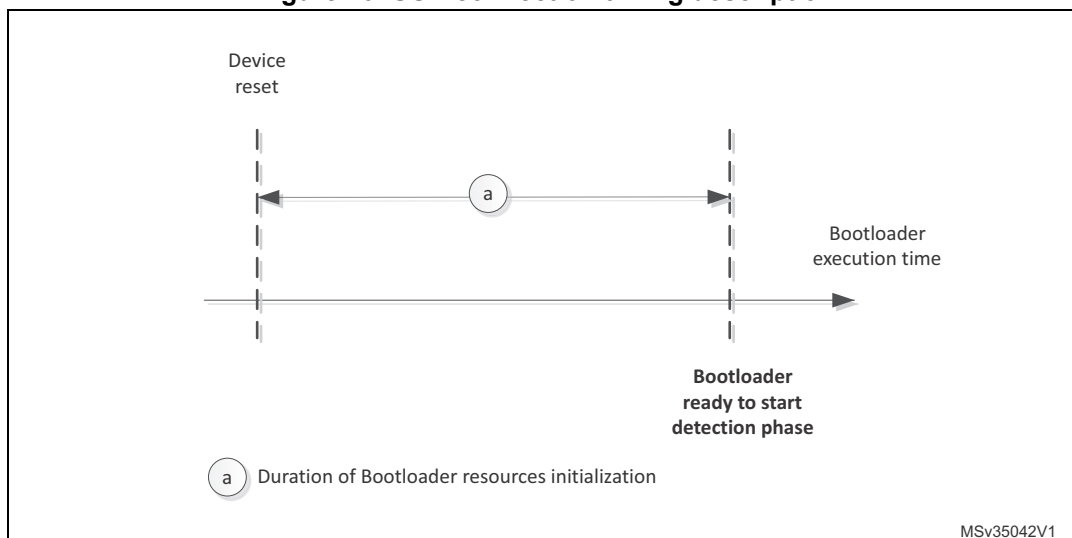 Device
reset
a
Bootloader
execution time
Bootloader
ready to start
detection phase
a Duration of Bootloader resources initialization
MSv35042V1